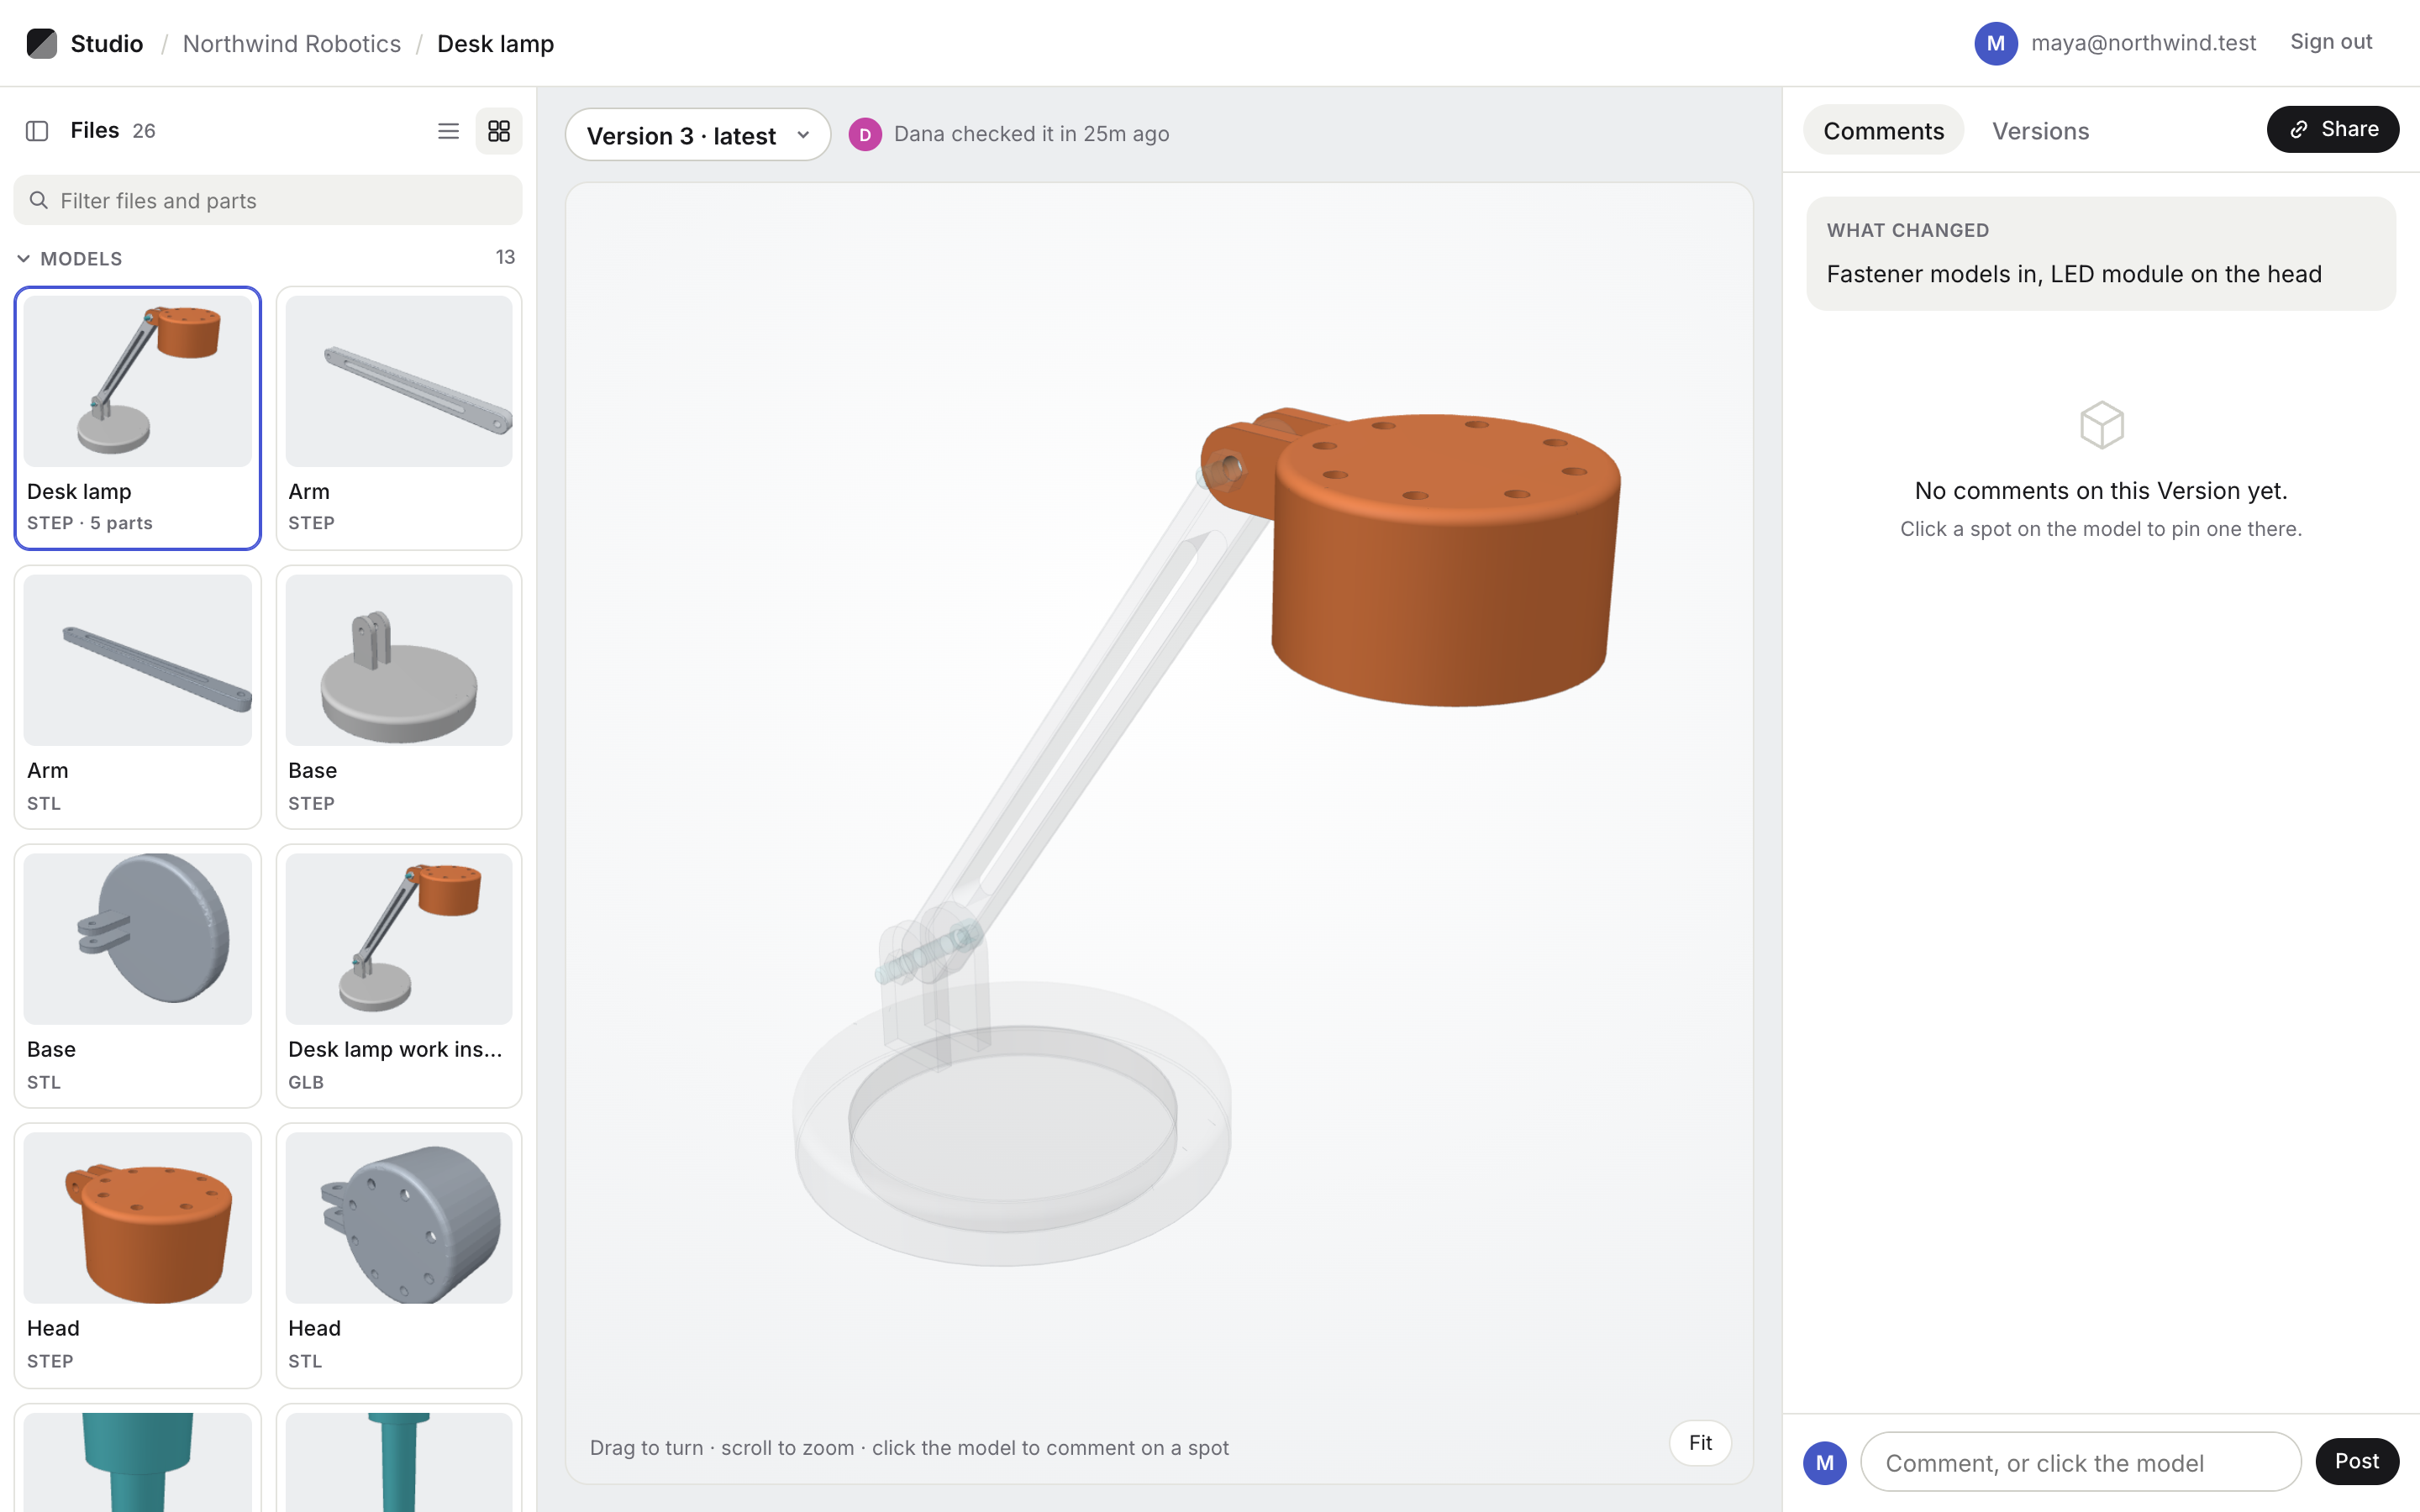 Studio / Northwind Robotics / Desk lamp
M maya@northwind.test Sign out
Files 26
Filter files and parts
MODELS 13
Desk lamp
STEP · 5 parts
Arm
STEP
Arm
STL
Base
STEP
Base
STL
Desk lamp work ins...
GLB
Head
STEP
Head
STL
Version 3 · latest
D Dana checked it in 25m ago
Drag to turn · scroll to zoom · click the model to comment on a spot
Fit
Comments Versions Share
WHAT CHANGED
Fastener models in, LED module on the head
No comments on this Version yet.
Click a spot on the model to pin one there.
M Comment, or click the model Post